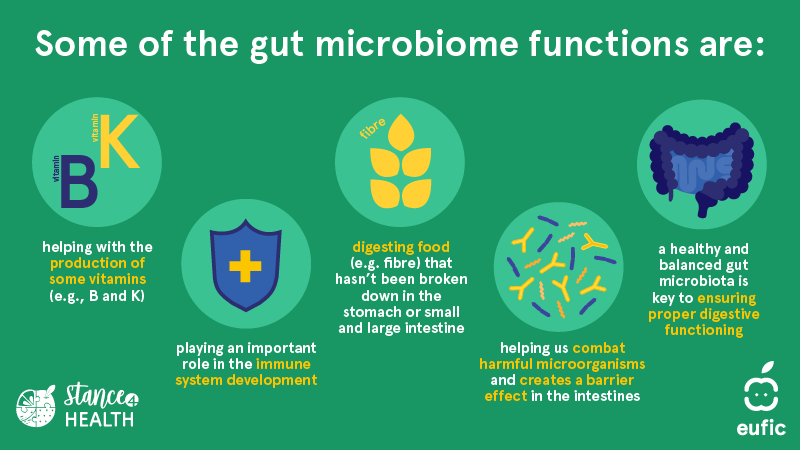 Some of the gut microbiome functions are:
vitamin
K
vitamin
B
helping with the
production of
some vitamins
(e.g., B and K)
playing an important
role in the immune
system development
fibre
digesting food
(e.g. fibre) that
hasn't been broken
down in the
stomach or small
and large intestine
helping us combat
harmful microorganisms
and creates a barrier
effect in the intestines
a healthy and
balanced gut
microbiota is
key to ensuring
proper digestive
functioning
Stance4
HEALTH
eufic